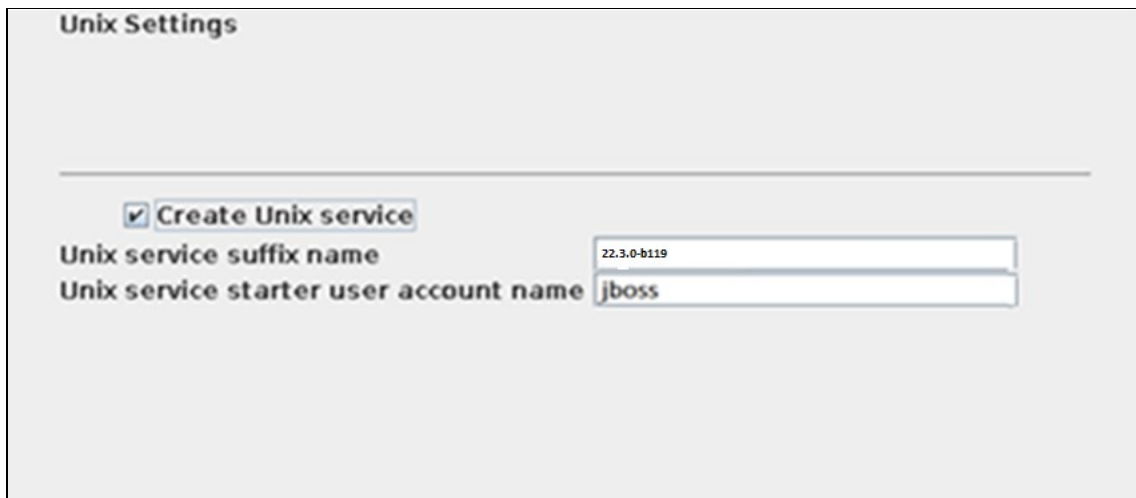 Unix Settings
Create Unix service
Unix service suffix name 22.3.0-b119
Unix service starter user account name jboss